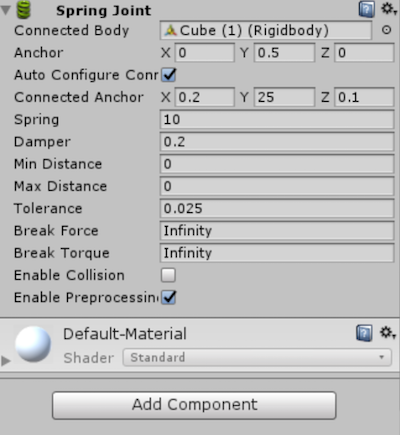 Spring Joint
Connected Body Cube (1) (Rigidbody)
Anchor X 0 Y 0.5 Z 0
Auto Configure Conr
Connected Anchor X 0.2 Y 25 Z 0.1
Spring 10
Damper 0.2
Min Distance 0
Max Distance 0
Tolerance 0.025
Break Force Infinity
Break Torque Infinity
Enable Collision
Enable Preprocessin
Default-Material
Shader Standard
Add Component